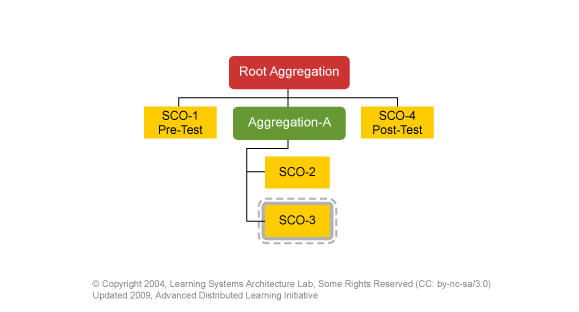 Root Aggregation
SCO-1
Pre-Test
Aggregation-A
SCO-4
Post-Test
SCO-2
SCO-3
© Copyright 2004, Learning Systems Architecture Lab, Some Rights Reserved (CC: by-nc-sa/3.0)
Updated 2009, Advanced Distributed Learning Initiative